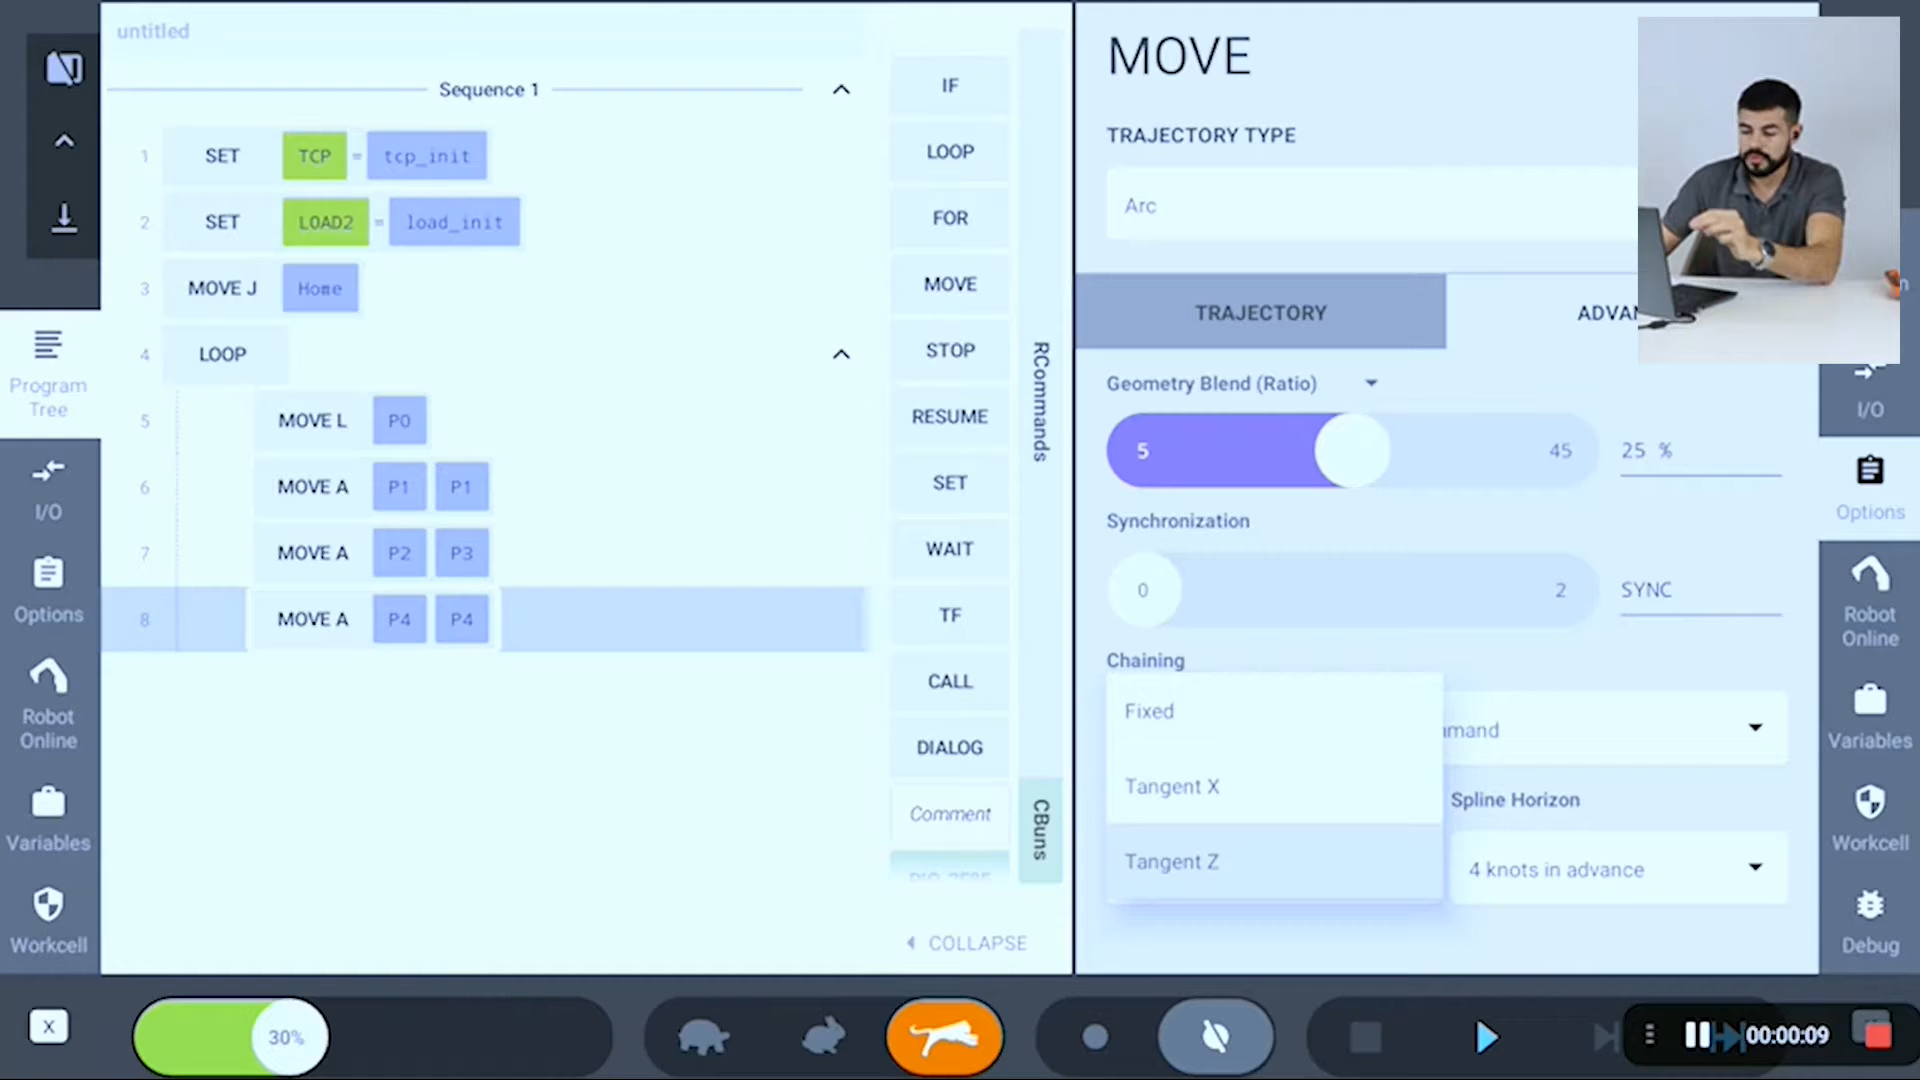 untitled
Sequence 1
1 SET TCP = tcp_init
2 SET LOAD2 = load_init
3 MOVE J Home
4 LOOP
5 MOVE L P0
6 MOVE A P1 P1
7 MOVE A P2 P3
8 MOVE A P4 P4
Program
Tree
I/O
Options
Robot
Online
Variables
Workcell
IF
LOOP
FOR
MOVE
STOP
RESUME
SET
WAIT
TF
CALL
DIALOG
Comment
COLLAPSE
RCommands
CBuns
MOVE
TRAJECTORY TYPE
Arc
TRAJECTORY
ADVAN
Geometry Blend (Ratio)
5 45 25 %
Synchronization
0 2 SYNC
Chaining
Fixed
Tangent X
Tangent Z
mmand
Spline Horizon
4 knots in advance
I/O
Options
Robot
Online
Variables
Workcell
Debug
X
30%
00:00:09